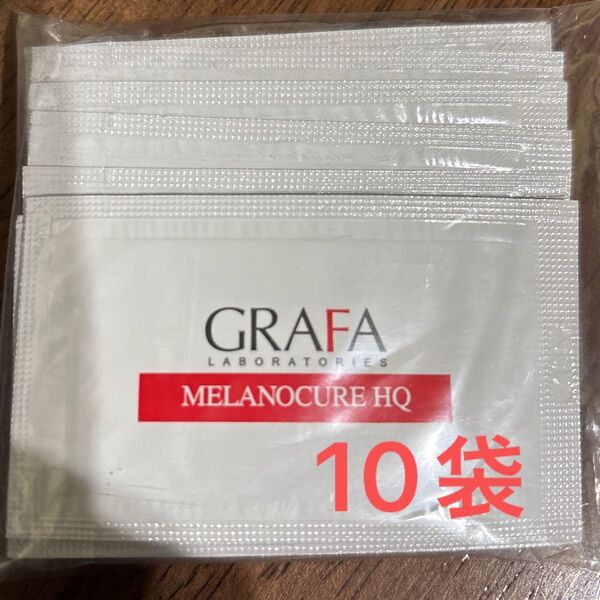 GRAFA
LABORATORIES
MELANOCURE HQ
10袋